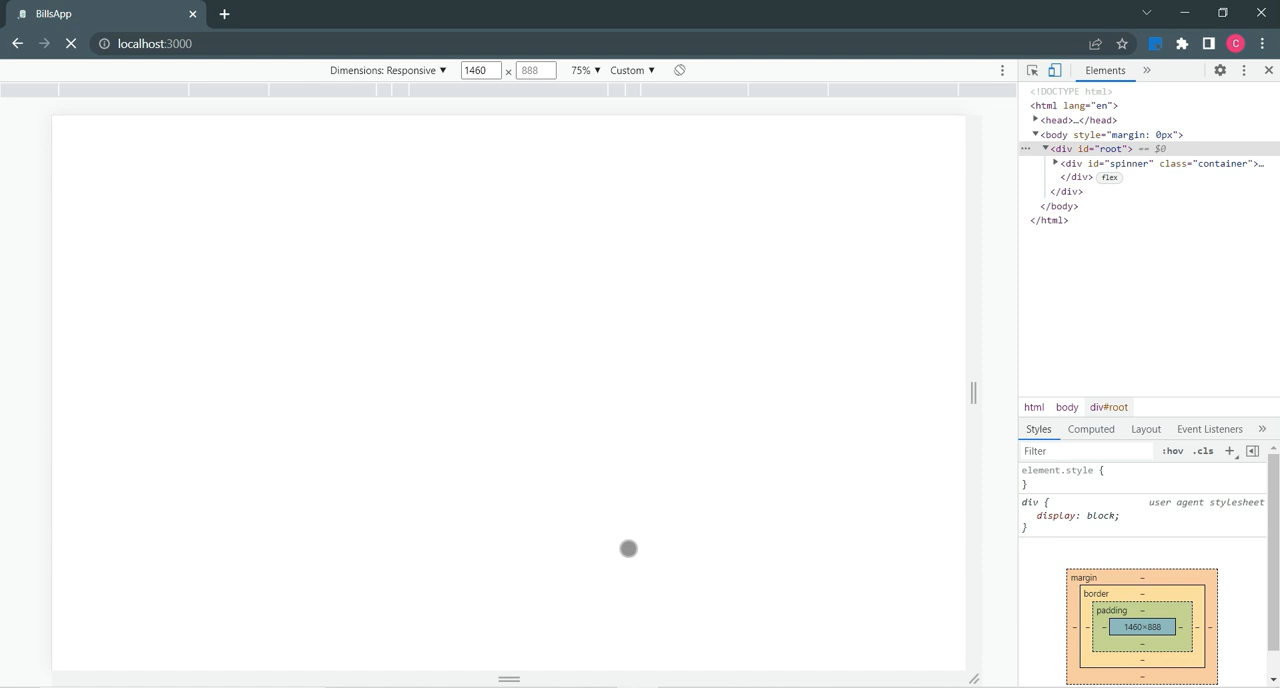 BillsApp
localhost:3000
C
Dimensions: Responsive ▼ 1460 × 888 75% ▼ Custom ▼
Elements »
<!DOCTYPE html>
<html lang="en">
<head>…</head>
<body style="margin: 0px">
<div id="root"> == $0
<div id="spinner" class="container">…
</div> flex
</div>
</body>
</html>
html body div#root
Styles Computed Layout Event Listeners »
Filter :hov .cls +
element.style {
}
div { user agent stylesheet
display: block;
}
margin –
border –
padding –
– – – 1460×888 – – –
–
–
–